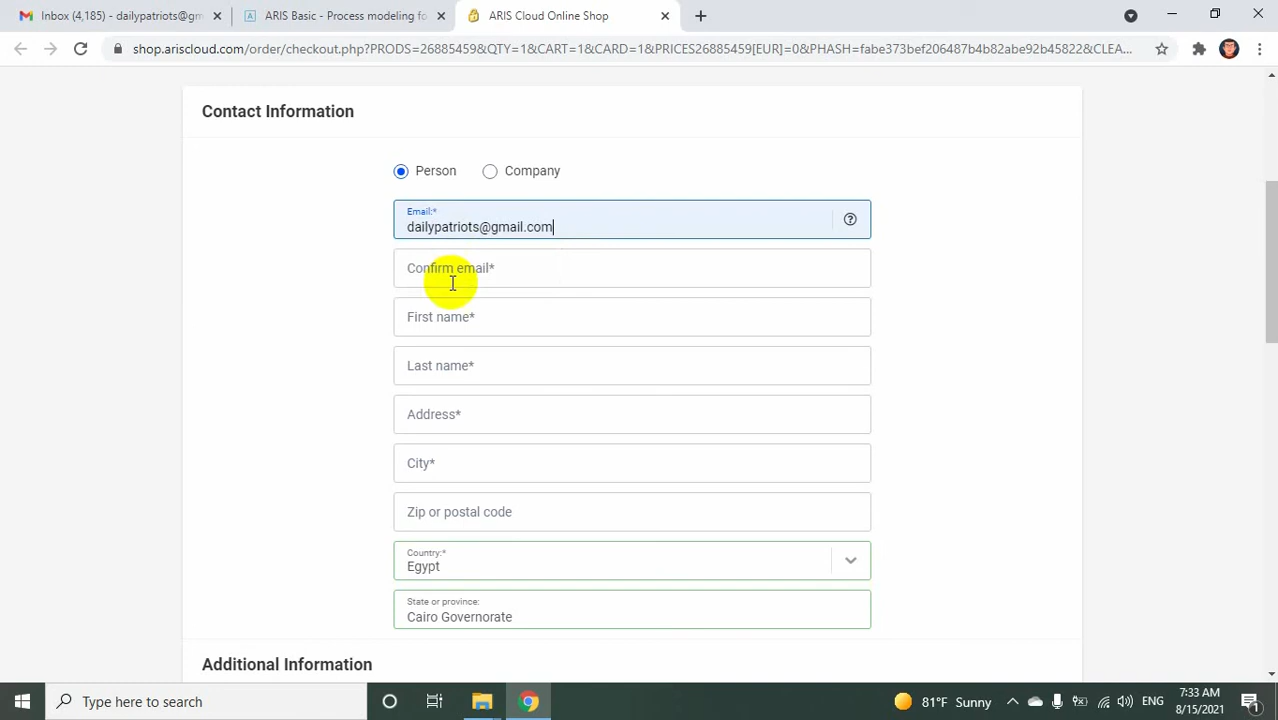 Inbox (4,185) - dailypatriots@gm
ARIS Basic - Process modeling for
ARIS Cloud Online Shop
shop.ariscloud.com/order/checkout.php?PRODS=26885459&QTY=1&CART=1&CARD=1&PRICES26885459[EUR]=0&PHASH=fabe373bef206487b4b82abe92b45822&CLEA...
Contact Information
Person
Company
Email:*
dailypatriots@gmail.com
Confirm email*
First name*
Last name*
Address*
City*
Zip or postal code
Country:*
Egypt
State or province:
Cairo Governorate
Additional Information
Type here to search
81°F Sunny
ENG
7:33 AM
8/15/2021
1